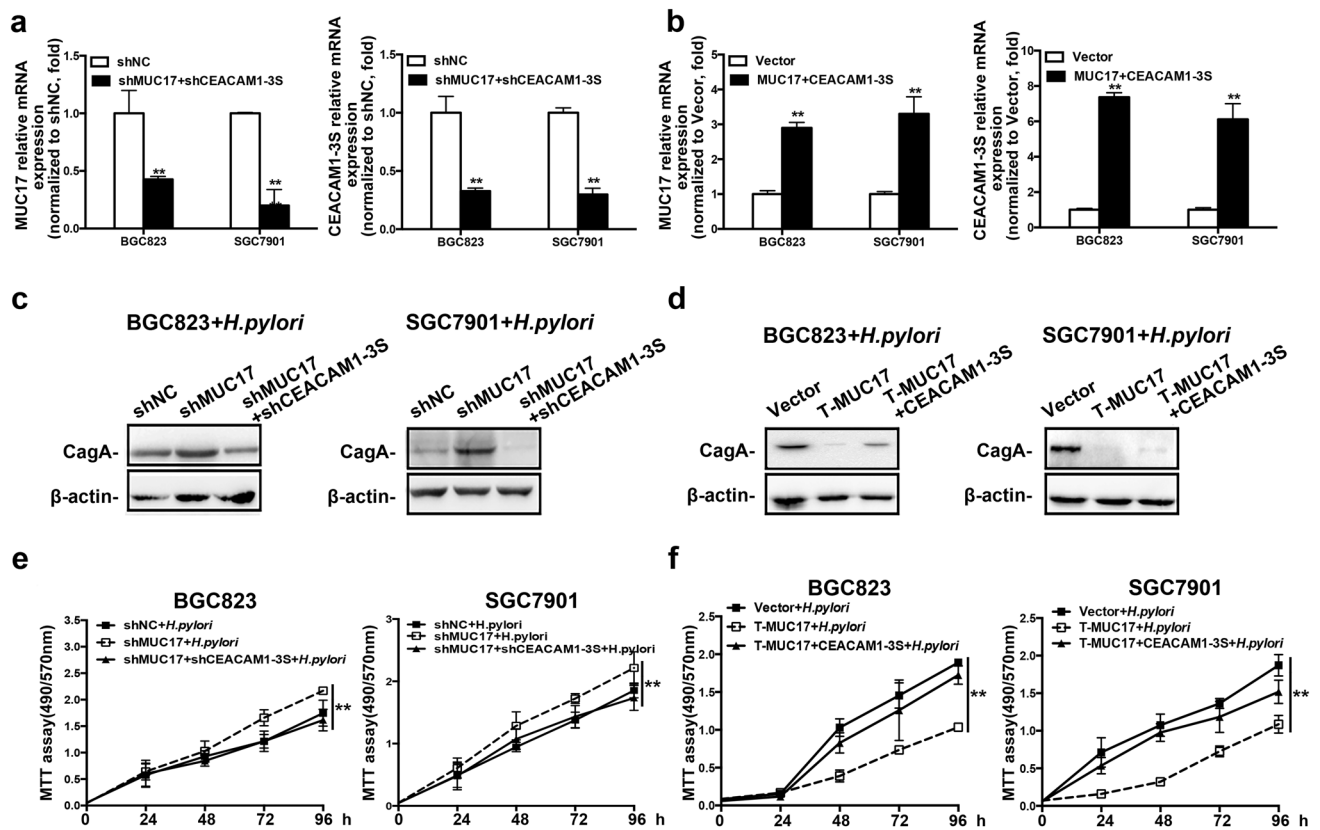 a
MUC17 relative mRNA
expression
(normalized to shNC, fold)
1.5
1.0
0.5
0.0
shNC
shMUC17+shCEACAM1-3S
**
**
**
BGC823
SGC7901
CEACAM1-3S relative mRNA
expression
(normalized to shNC, fold)
1.5
1.0
0.5
0.0
shNC
shMUC17+shCEACAM1-3S
**
**
BGC823
SGC7901
b
MUC17 relative mRNA
expression
(normalized to Vecor, fold)
5
4
3
2
1
0
Vector
MUC17+CEACAM1-3S
**
**
BGC823
SGC7901
CEACAM1-3S relative mRNA
expression
(normalized to Vector, fold)
10
8
6
4
2
0
Vector
MUC17+CEACAM1-3S
**
**
BGC823
SGC7901
c
BGC823+H.pylori
shNC
shMUC17
shMUC17
+shCEACAM1-3S
CagA-
β-actin-
SGC7901+H.pylori
shNC
shMUC17
shMUC17
+shCEACAM1-3S
CagA-
β-actin-
d
BGC823+H.pylori
Vector
T-MUC17
T-MUC17
+CEACAM1-3S
CagA-
β-actin-
SGC7901+H.pylori
Vector
T-MUC17
T-MUC17
+CEACAM1-3S
CagA-
β-actin-
e
BGC823
shNC+H.pylori
shMUC17+H.pylori
shMUC17+shCEACAM1-3S+H.pylori
MTT assay(490/570nm)
3.5
3.0
2.5
2.0
1.5
1.0
0.5
0.0
**
0 24 48 72 96 h
SGC7901
shNC+H.pylori
shMUC17+H.pylori
shMUC17+shCEACAM1-3S+H.pylori
MTT assay(490/570nm)
3
2
1
0
**
0 24 48 72 96 h
f
BGC823
Vector+H.pylori
T-MUC17+H.pylori
T-MUC17+CEACAM1-3S+H.pylori
MTT assay(490/570nm)
2.5
2.0
1.5
1.0
0.5
0.0
**
0 24 48 72 96 h
SGC7901
Vector+H.pylori
T-MUC17+H.pylori
T-MUC17+CEACAM1-3S+H.pylori
MTT assay(490/570nm)
2.5
2.0
1.5
1.0
0.5
0.0
**
0 24 48 72 96 h